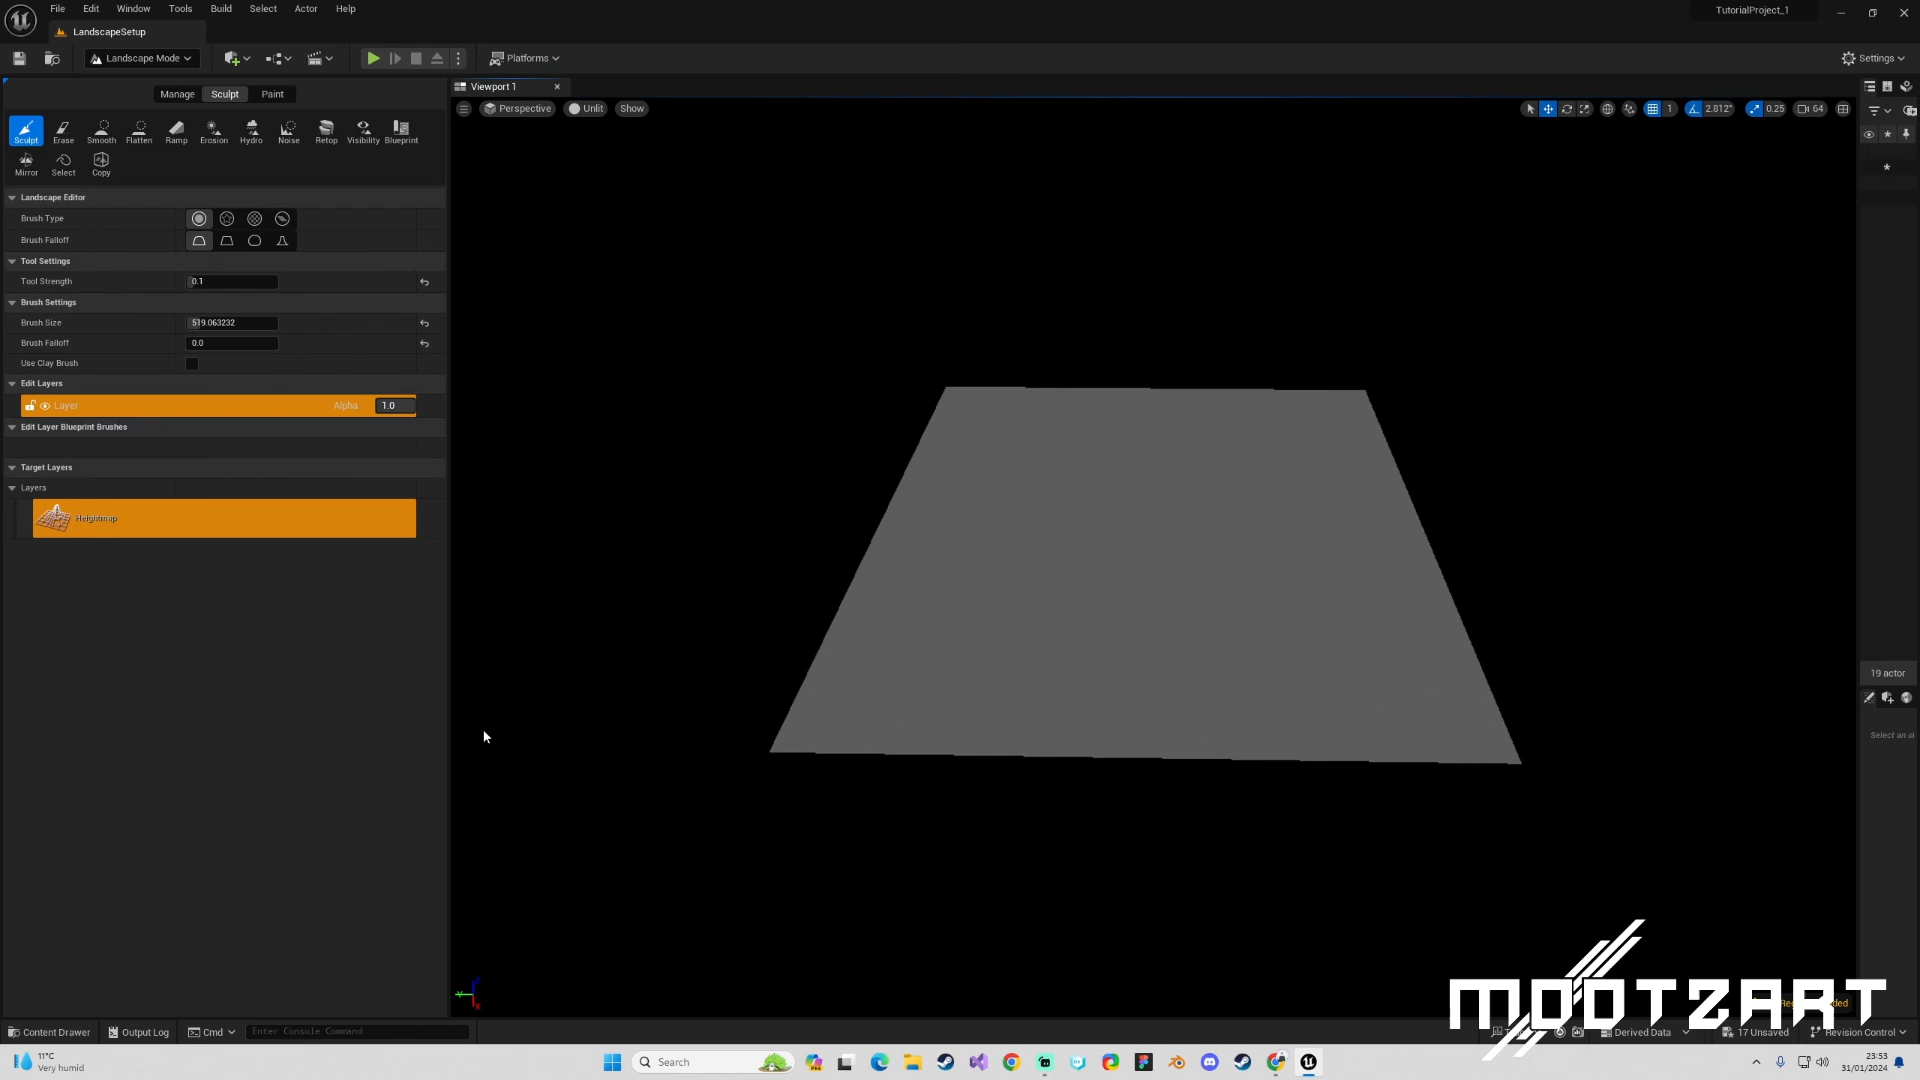 File Edit Window Tools Build Select Actor Help
TutorialProject_1
LandscapeSetup
Landscape Mode
Platforms
Settings
Manage Sculpt Paint
Viewport 1
Perspective Unlit Show
1 2.812° 0.25 64
Sculpt Erase Smooth Flatten Ramp Erosion Hydro Noise Retop Visibility Blueprint
Mirror Select Copy
Landscape Editor
Brush Type
Brush Falloff
Tool Settings
Tool Strength 0.1
Brush Settings
Brush Size 519.063232
Brush Falloff 0.0
Use Clay Brush
Edit Layers
Layer Alpha 1.0
Edit Layer Blueprint Brushes
Target Layers
Layers
Heightmap
19 actor
Select an
MOOTZART
Content Drawer Output Log Cmd Enter Console Command
Derived Data 17 Unsaved Revision Control
11°C
Very humid
Search
23:53
31/01/2024